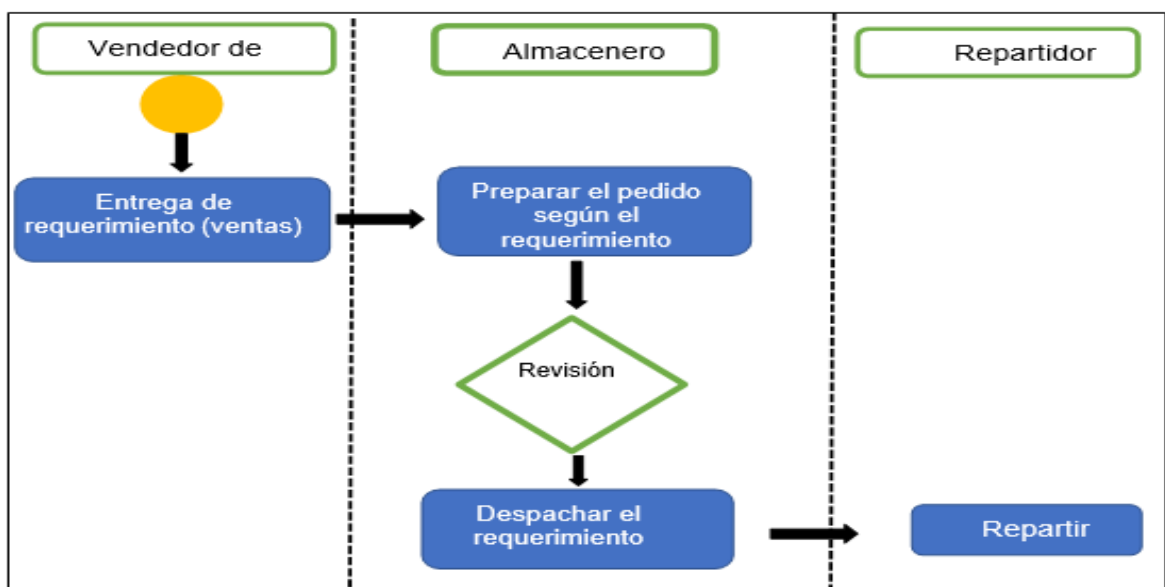 Vendedor de
Almacenero
Repartidor
Entrega de
requerimiento (ventas)
Preparar el pedido
según el
requerimiento
Revisión
Despachar el
requerimiento
Repartir